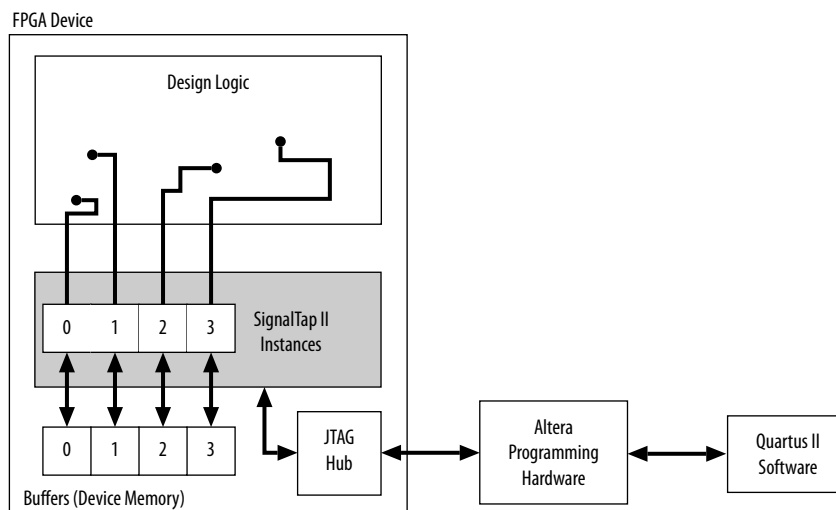 FPGA Device
Design Logic
0 1 2 3
SignalTap II
Instances
0 1 2 3
Buffers (Device Memory)
JTAG
Hub
Altera
Programming
Hardware
Quartus II
Software